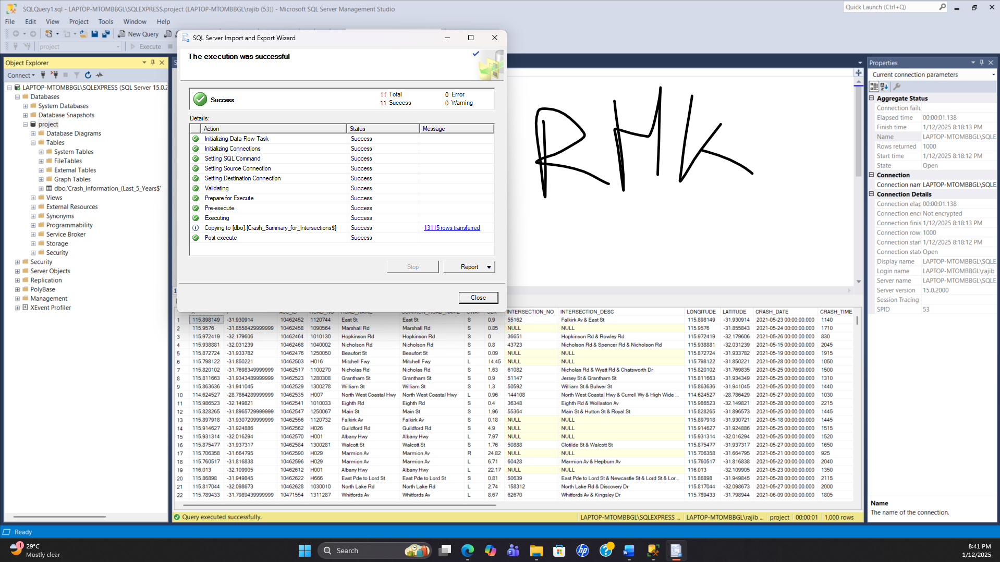 SQLQuery1.sql - LAPTOP-MTOMBBGL\SQLEXPRESS.project (LAPTOP-MTOMBBGL\rajib (53)) - Microsoft SQL Server Management Studio
Quick Launch (Ctrl+Q)
File Edit View Project Tools Window Help
New Query
project
Execute
Object Explorer
Connect
LAPTOP-MTOMBBGL\SQLEXPRESS (SQL Server 15.0.2
Databases
System Databases
Database Snapshots
project
Database Diagrams
Tables
System Tables
FileTables
External Tables
Graph Tables
dbo.'Crash_Information_(Last_5_Years$'
Views
External Resources
Synonyms
Programmability
Service Broker
Storage
Security
Security
Server Objects
Replication
PolyBase
Management
XEvent Profiler
SQL Server Import and Export Wizard
The execution was successful
Success
11 Total 0 Error
11 Success 0 Warning
Details:
Action Status Message
Initializing Data Flow Task Success
Initializing Connections Success
Setting SQL Command Success
Setting Source Connection Success
Setting Destination Connection Success
Validating Success
Prepare for Execute Success
Pre-execute Success
Executing Success
Copying to [dbo].[Crash_Summary_for_Intersections$] Success 13115 rows transferred
Post-execute Success
Stop Report
Close
RMK
INTERSECTION_NO INTERSECTION_DESC LONGITUDE LATITUDE CRASH_DATE CRASH_TIME
1 115.898149 -31.930914 10462452 1120744 East St East St S 0.9 55162 Falkirk Av & East St 115.898149 -31.930914 2021-05-23 00:00:00.000 1140
2 115.9576 -31.8558429999999 10462458 1090564 Marshall Rd Marshall Rd S 0.85 NULL NULL 115.9576 -31.855843 2021-05-24 00:00:00.000 1710
3 115.972419 -32.179606 10462464 1010130 Hopkinson Rd Hopkinson Rd S 0 36651 Hopkinson Rd & Rowley Rd 115.972419 -32.179606 2021-05-26 00:00:00.000 830
4 115.938881 -32.031239 10462468 1040002 Nicholson Rd Nicholson Rd S 0.8 43723 Nicholson Rd & Spencer Rd & Nicholson Rd 115.938881 -32.031239 2021-05-15 00:00:00.000 2045
5 115.872724 -31.933782 10462476 1250050 Beaufort St Beaufort St S 0.09 NULL NULL 115.872724 -31.933782 2021-05-19 00:00:00.000 1915
6 115.798122 -31.850221 10462503 H016 Mitchell Fwy Mitchell Fwy L 14.45 NULL NULL 115.798122 -31.850221 2021-05-28 00:00:00.000 1050
7 115.820102 -31.7698349999999 10462517 1100270 Nicholas Rd Nicholas Rd S 1.63 61082 Nicholas Rd & Wyatt Rd & Chatsworth Dr 115.820102 -31.769835 2021-05-25 00:00:00.000 1500
8 115.811663 -31.9343489999999 10462523 1280308 Grantham St Grantham St S 0.9 51147 Jersey St & Grantham St 115.811663 -31.934349 2021-05-25 00:00:00.000 1310
9 115.863636 -31.941045 10462529 1300278 William St William St S 1.3 50592 William St & Bulwer St 115.863636 -31.941045 2021-05-25 00:00:00.000 1440
10 114.624527 -28.7864289999999 10462535 H007 North West Coastal Hwy North West Coastal Hwy L 0.96 144108 North West Coastal Hwy & Currell Wy & High Wide ... 114.624527 -28.786429 2021-05-27 00:00:00.000 1030
11 115.986523 -32.149821 10462541 1010033 Eighth Rd Eighth Rd S 0.4 36348 Eighth Rd & Wollaston Av 115.986523 -32.149821 2021-05-28 00:00:00.000 2215
12 115.828265 -31.8965729999999 10462547 1250067 Main St Main St S 1.96 55364 Main St & Hutton St & Royal St 115.828265 -31.896573 2021-05-25 00:00:00.000 1445
13 115.897918 -31.9307209999999 10462556 1120732 Falkirk Av Falkirk Av S 0.18 NULL NULL 115.897918 -31.930721 2021-05-18 00:00:00.000 1445
14 115.914627 -31.924886 10462562 H026 Guildford Rd Guildford Rd S 4.9 NULL NULL 115.914627 -31.924886 2021-05-25 00:00:00.000 1515
15 115.931314 -32.016294 10462570 H001 Albany Hwy Albany Hwy L 7.97 NULL NULL 115.931314 -32.016294 2021-05-25 00:00:00.000 1520
16 115.875477 -31.937317 10462584 1300281 Walcott St Walcott St S 1.76 50888 Clotilde St & Walcott St 115.875477 -31.937317 2021-05-27 00:00:00.000 1650
17 115.706358 -31.664795 10462590 H029 Marmion Av Marmion Av R 24.82 NULL NULL 115.706358 -31.664795 2021-05-21 00:00:00.000 925
18 115.760517 -31.816838 10462596 H029 Marmion Av Marmion Av L 6.71 60428 Marmion Av & Hepburn Av 115.760517 -31.816838 2021-05-22 00:00:00.000 2040
19 116.013 -32.109905 10462612 H001 Albany Hwy Albany Hwy L 22.17 NULL NULL 116.013 -32.109905 2021-05-23 00:00:00.000 1350
20 115.86898 -31.949845 10462622 H666 East Pde to Lord St East Pde to Lord St S 0.81 50639 East Pde to Lord St & Newcastle St & Lord St & Lor... 115.86898 -31.949845 2021-05-28 00:00:00.000 2115
21 115.817044 -32.098673 10462628 1030010 North Lake Rd North Lake Rd L 2.74 158312 North Lake Rd & Discovery Dr 115.817044 -32.098673 2021-05-27 00:00:00.000 2000
22 115.789433 -31.7989439999999 10471554 1311287 Whitfords Av Whitfords Av L 8.67 62670 Whitfords Av & Kingsley Dr 115.789433 -31.798944 2021-06-09 00:00:00.000 1805
Query executed successfully. LAPTOP-MTOMBBGL\SQLEXPRESS ... LAPTOP-MTOMBBGL\rajib ... project 00:00:01 1,000 rows
Properties
Current connection parameters
Aggregate Status
Connection failu
Elapsed time 00:00:01.138
Finish time 1/12/2025 8:18:13 PM
Name LAPTOP-MTOMBBGL\SQLE
Rows returned 1000
Start time 1/12/2025 8:18:12 PM
State Open
Connection
Connection nam LAPTOP-MTOMBBGL\SQLE
Connection Details
Connection elap 00:00:01.138
Connection encr Not encrypted
Connection finis 1/12/2025 8:18:13 PM
Connection row 1000
Connection star 1/12/2025 8:18:12 PM
Connection stat Open
Display name LAPTOP-MTOMBBGL\SQLE
Login name LAPTOP-MTOMBBGL\rajib
Server name LAPTOP-MTOMBBGL\SQLE
Server version 15.0.2000
Session Tracing
SPID 53
Name
The name of the connection.
Ready
1
29°C
Mostly clear
Search
8:41 PM
1/12/2025